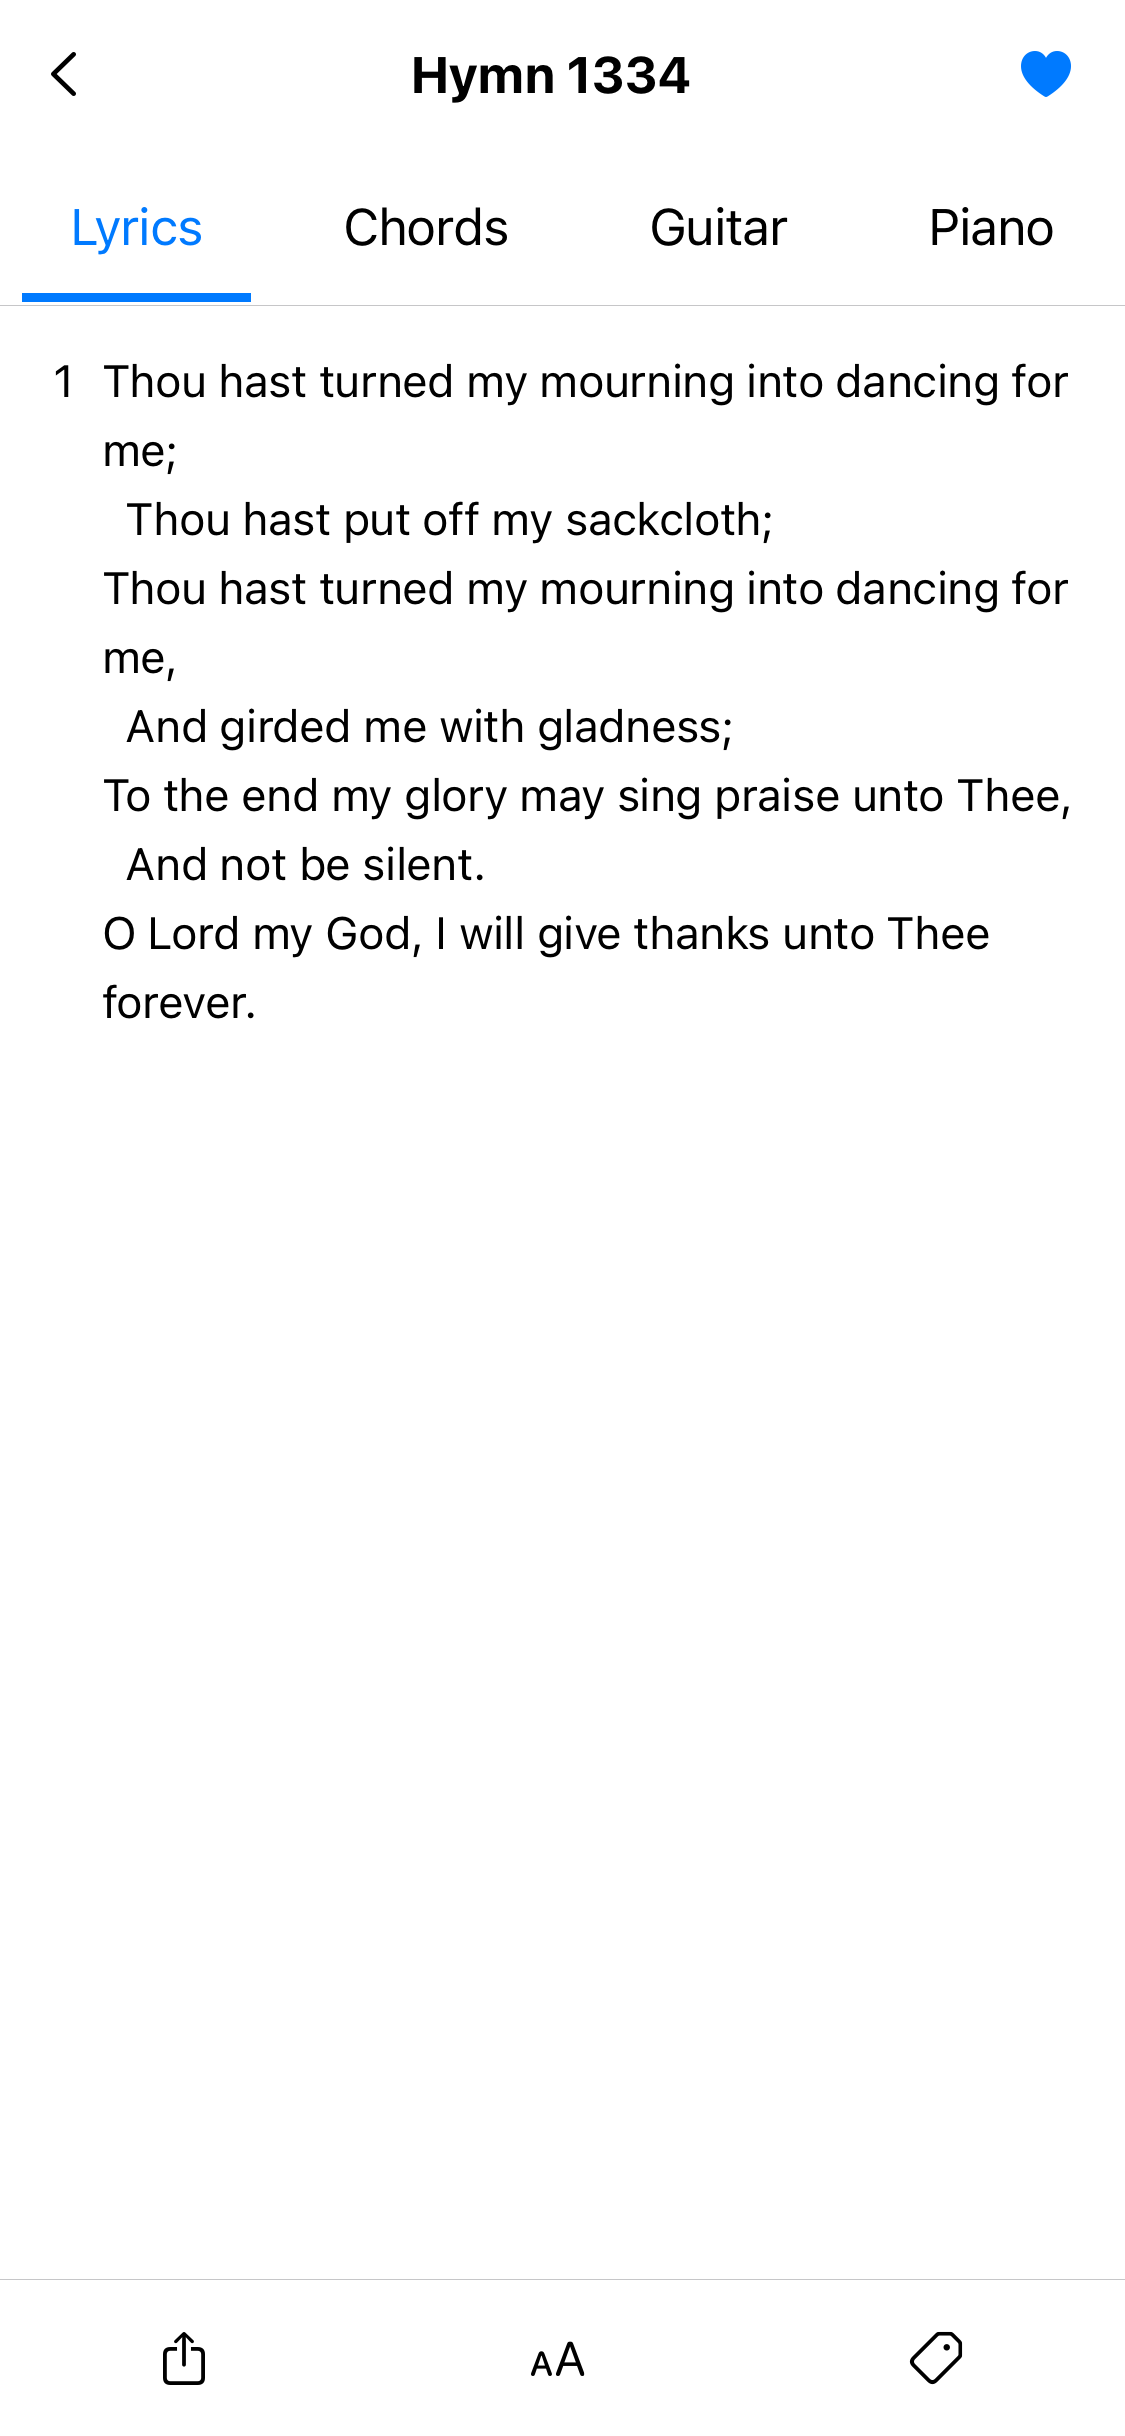 Hymn 1334
Lyrics Chords Guitar Piano
1 Thou hast turned my mourning into dancing for
me;
Thou hast put off my sackcloth;
Thou hast turned my mourning into dancing for
me,
And girded me with gladness;
To the end my glory may sing praise unto Thee,
And not be silent.
O Lord my God, I will give thanks unto Thee
forever.
AA